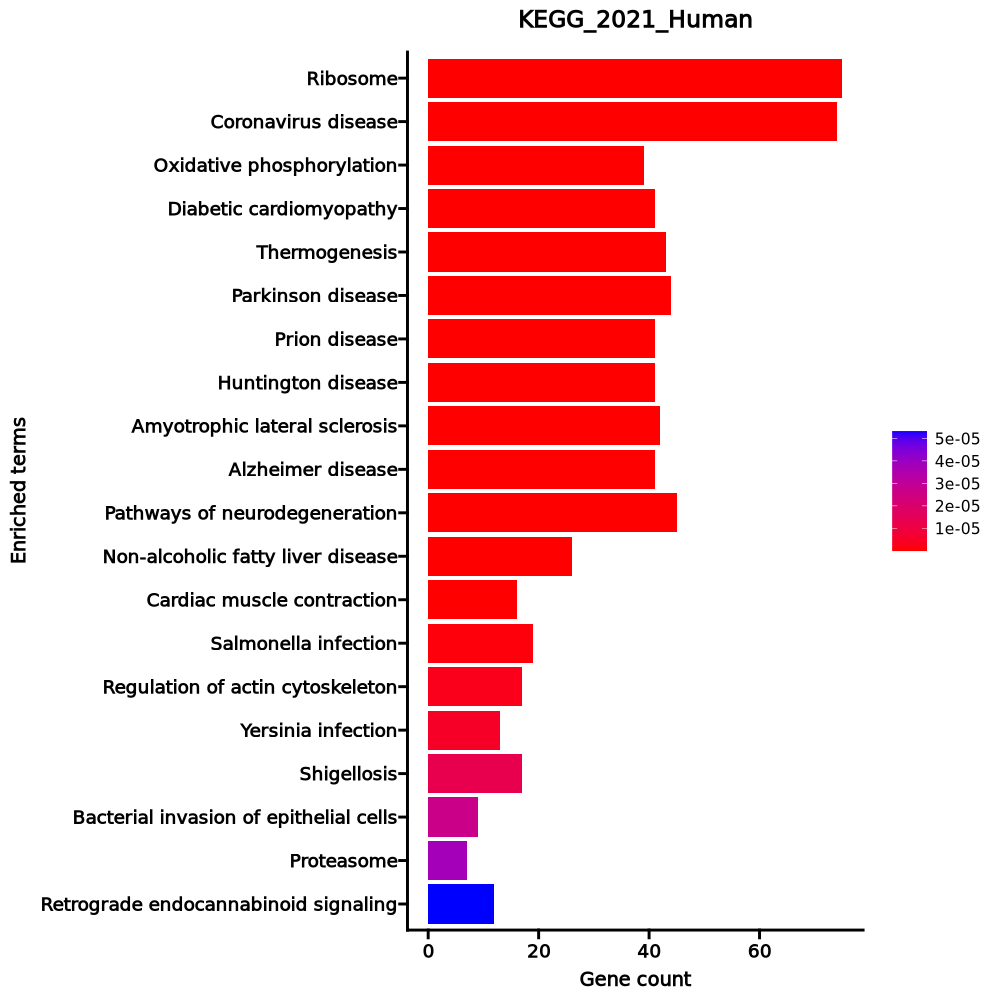 KEGG_2021_Human
Ribosome
Coronavirus disease
Oxidative phosphorylation
Diabetic cardiomyopathy
Thermogenesis
Parkinson disease
Prion disease
Huntington disease
Amyotrophic lateral sclerosis
Alzheimer disease
Pathways of neurodegeneration
Non-alcoholic fatty liver disease
Cardiac muscle contraction
Salmonella infection
Regulation of actin cytoskeleton
Yersinia infection
Shigellosis
Bacterial invasion of epithelial cells
Proteasome
Retrograde endocannabinoid signaling
Enriched terms
0 20 40 60
Gene count
5e-05
4e-05
3e-05
2e-05
1e-05